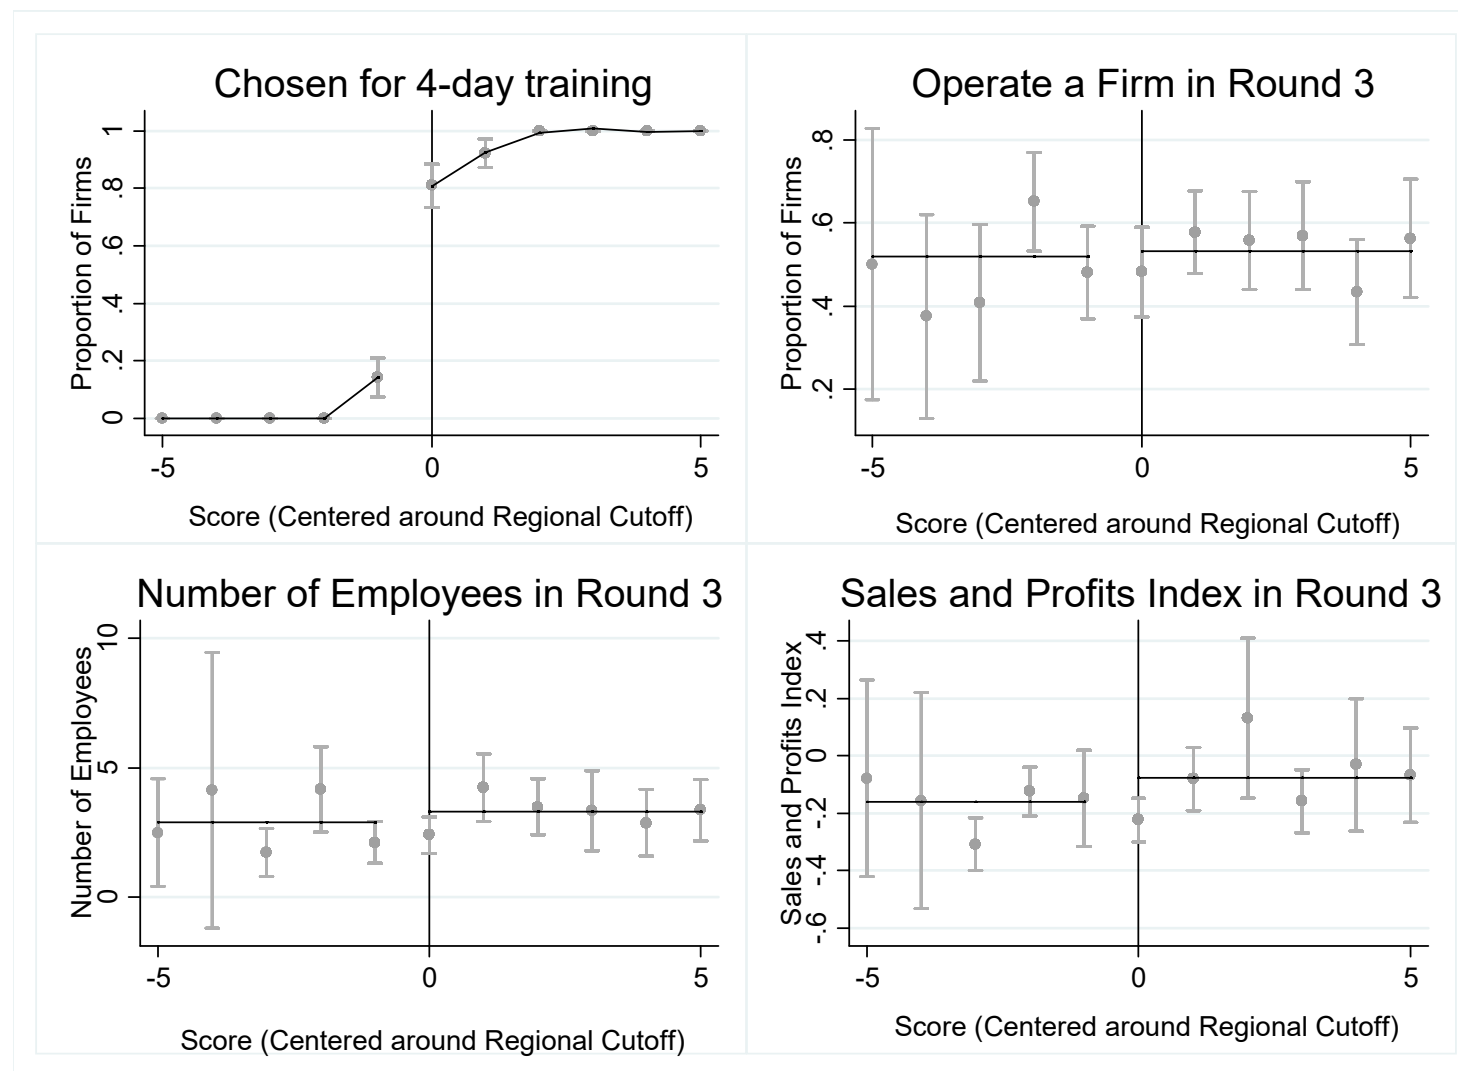 Chosen for 4-day training
Proportion of Firms
1
.8
.6
.4
.2
0
-5 0 5
Score (Centered around Regional Cutoff)
Operate a Firm in Round 3
Proportion of Firms
.8
.6
.4
.2
-5 0 5
Score (Centered around Regional Cutoff)
Number of Employees in Round 3
Number of Employees
10
5
0
-5 0 5
Score (Centered around Regional Cutoff)
Sales and Profits Index in Round 3
Sales and Profits Index
.4
.2
0
-.2
-.4
-.6
-5 0 5
Score (Centered around Regional Cutoff)